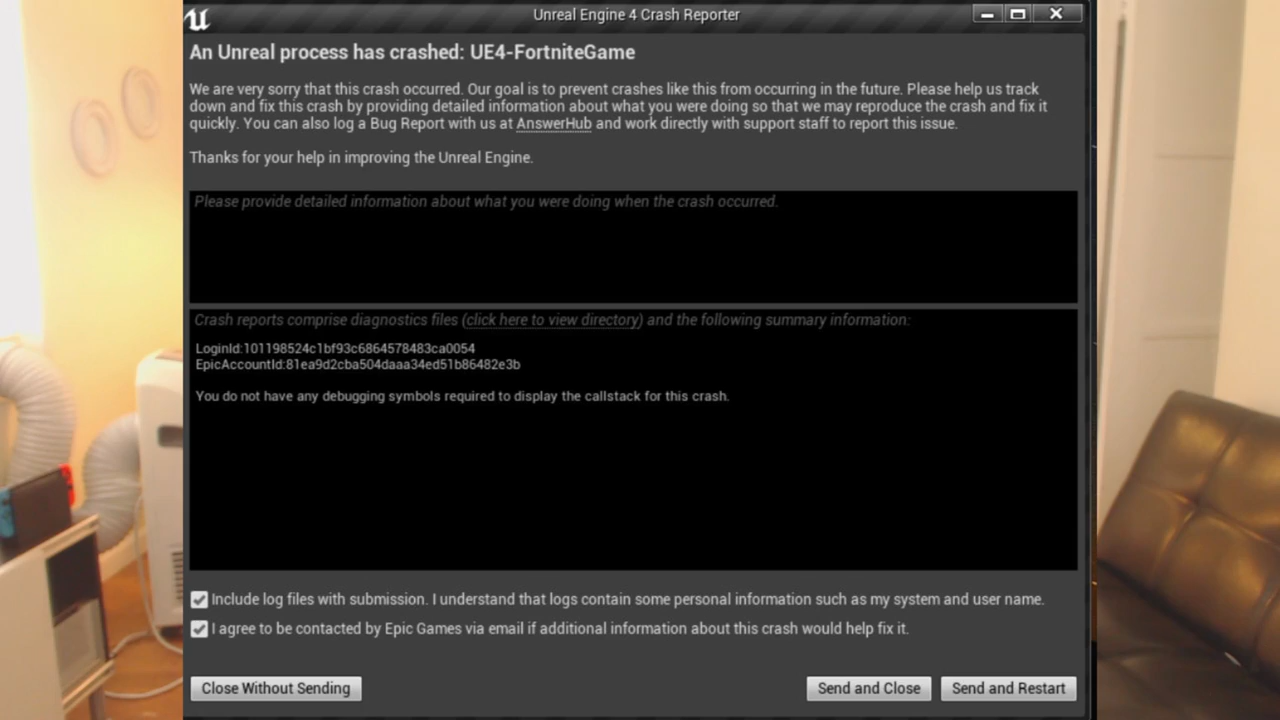 Unreal Engine 4 Crash Reporter
An Unreal process has crashed: UE4-FortniteGame
We are very sorry that this crash occurred. Our goal is to prevent crashes like this from occurring in the future. Please help us track
down and fix this crash by providing detailed information about what you were doing so that we may reproduce the crash and fix it
quickly. You can also log a Bug Report with us at AnswerHub and work directly with support staff to report this issue.
Thanks for your help in improving the Unreal Engine.
Please provide detailed information about what you were doing when the crash occurred.
Crash reports comprise diagnostics files (click here to view directory) and the following summary information:
LoginId:101198524c1bf93c6864578483ca0054
EpicAccountId:81ea9d2cba504daaa34ed51b86482e3b
You do not have any debugging symbols required to display the callstack for this crash.
Include log files with submission. I understand that logs contain some personal information such as my system and user name.
I agree to be contacted by Epic Games via email if additional information about this crash would help fix it.
Close Without Sending
Send and Close
Send and Restart